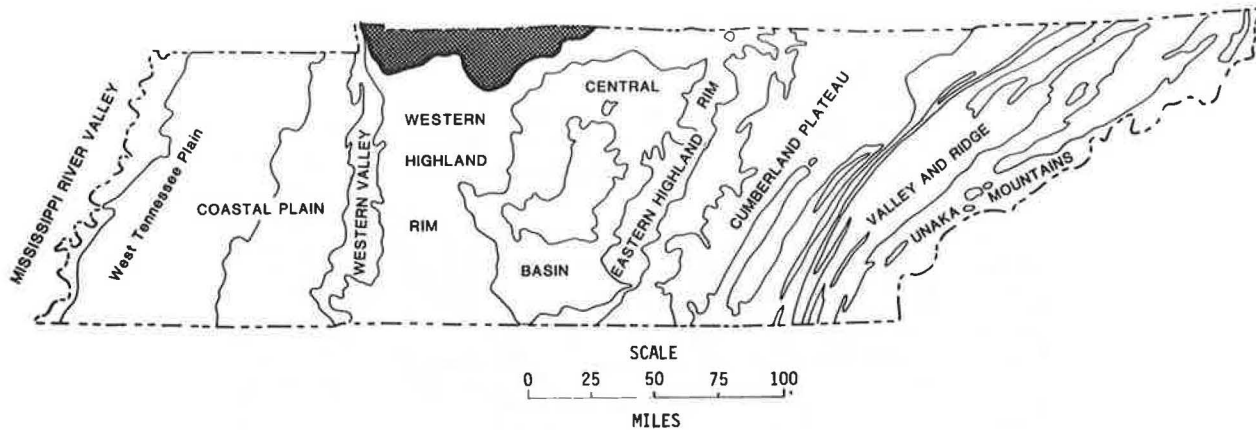 MISSISSIPPI RIVER VALLEY
West Tennessee Plain
COASTAL PLAIN
WESTERN VALLEY
WESTERN
HIGHLAND
RIM
CENTRAL
BASIN
EASTERN HIGHLAND
RIM
CUMBERLAND PLATEAU
VALLEY AND RIDGE
UNAKA
MOUNTAINS
SCALE
0 25 50 75 100
MILES